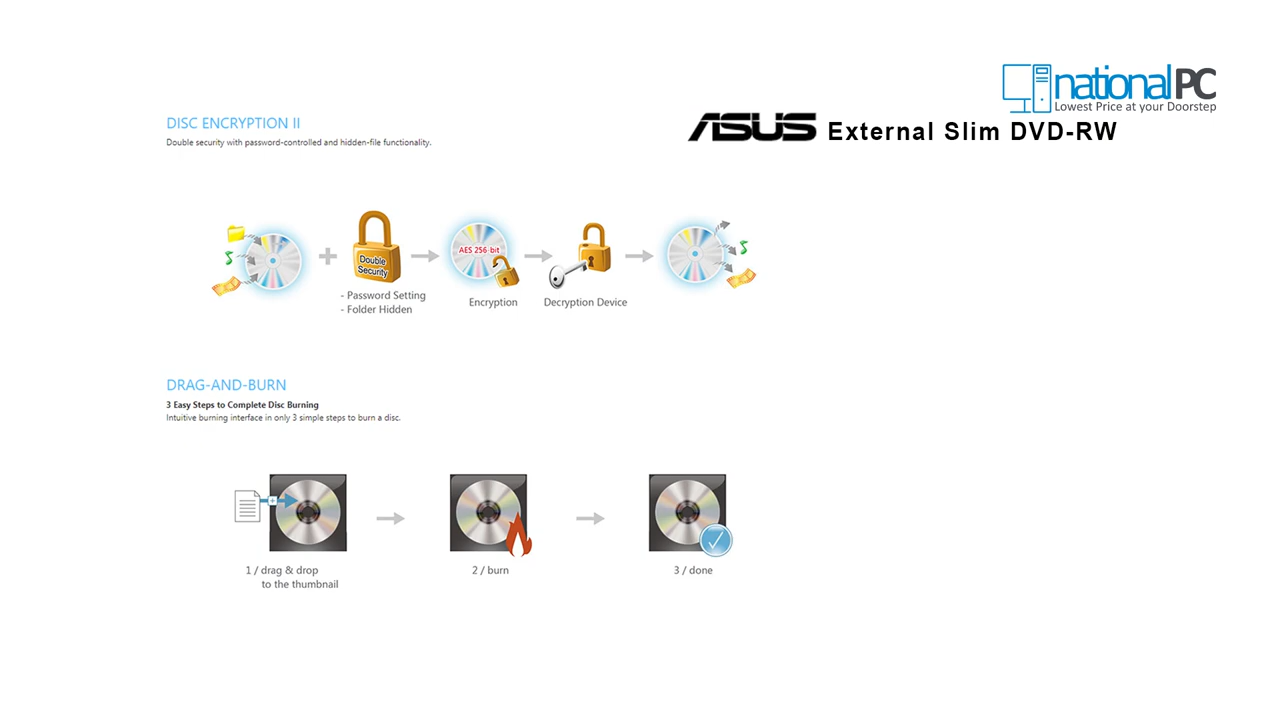 nationalPC
Lowest Price at your Doorstep
ASUS External Slim DVD-RW
DISC ENCRYPTION II
Double security with password-controlled and hidden-file functionality.
Double
Security
AES 256-bit
- Password Setting
- Folder Hidden
Encryption
Decryption Device
DRAG-AND-BURN
3 Easy Steps to Complete Disc Burning
Intuitive burning interface in only 3 simple steps to burn a disc.
1 / drag & drop
to the thumbnail
2 / burn
3 / done